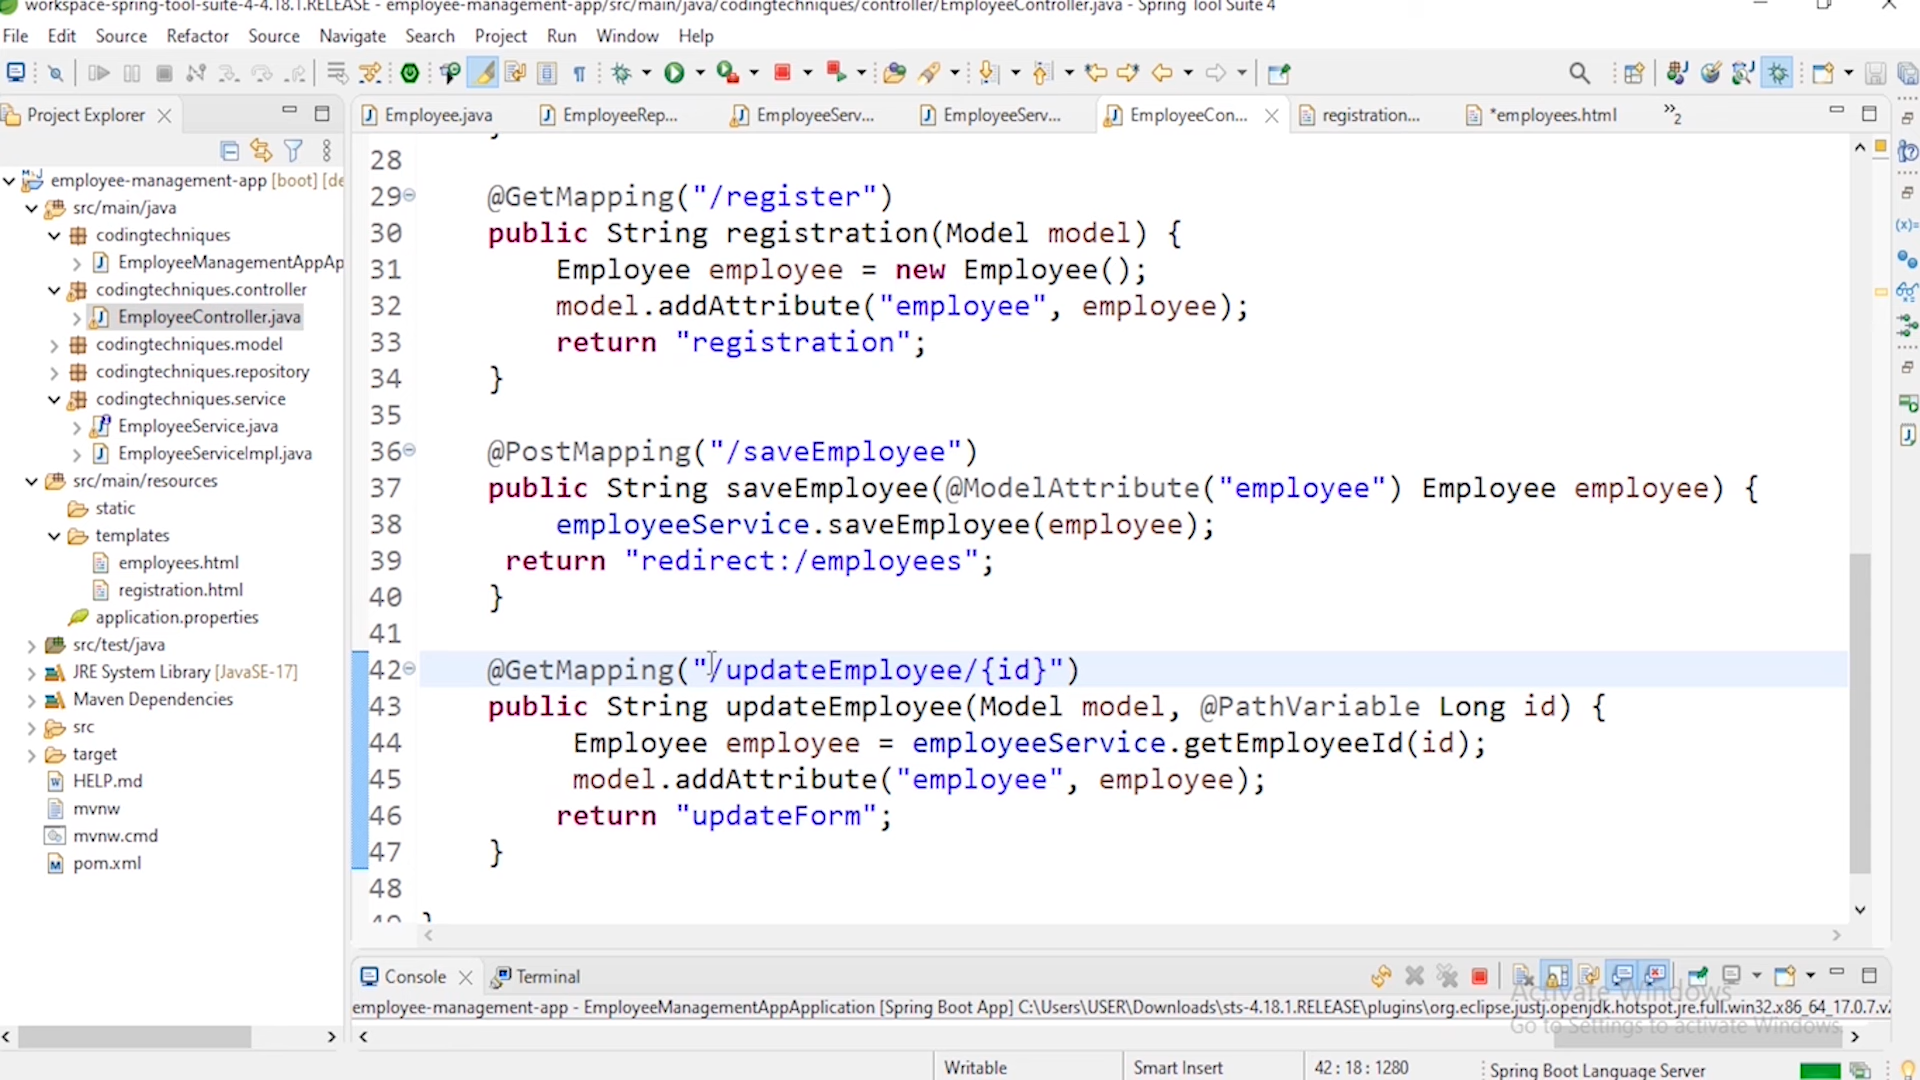 workspace-spring-tool-suite-4-4.18.1.RELEASE - employee-management-app/src/main/java/codingtechniques/controller/EmployeeController.java - Spring Tool Suite 4
File Edit Source Refactor Source Navigate Search Project Run Window Help
Project Explorer
Employee.java EmployeeRep... EmployeeServ... EmployeeServ... EmployeeCon... registration... *employees.html »2
employee-management-app [boot] [de
src/main/java
codingtechniques
EmployeeManagementAppAp
codingtechniques.controller
EmployeeController.java
codingtechniques.model
codingtechniques.repository
codingtechniques.service
EmployeeService.java
EmployeeServiceImpl.java
src/main/resources
static
templates
employees.html
registration.html
application.properties
src/test/java
JRE System Library [JavaSE-17]
Maven Dependencies
src
target
HELP.md
mvnw
mvnw.cmd
pom.xml
28
29 @GetMapping("/register")
30 public String registration(Model model) {
31 Employee employee = new Employee();
32 model.addAttribute("employee", employee);
33 return "registration";
34 }
35
36 @PostMapping("/saveEmployee")
37 public String saveEmployee(@ModelAttribute("employee") Employee employee) {
38 employeeService.saveEmployee(employee);
39 return "redirect:/employees";
40 }
41
42 @GetMapping("/updateEmployee/{id}")
43 public String updateEmployee(Model model, @PathVariable Long id) {
44 Employee employee = employeeService.getEmployeeId(id);
45 model.addAttribute("employee", employee);
46 return "updateForm";
47 }
48
49 }
Console Terminal
employee-management-app - EmployeeManagementAppApplication [Spring Boot App] C:\Users\USER\Downloads\sts-4.18.1.RELEASE\plugins\org.eclipse.justj.openjdk.hotspot.jre.full.win32.x86_64_17.0.7.v
Activate Windows
Go to Settings to activate Windows.
Writable Smart Insert 42 : 18 : 1280 Spring Boot Language Server